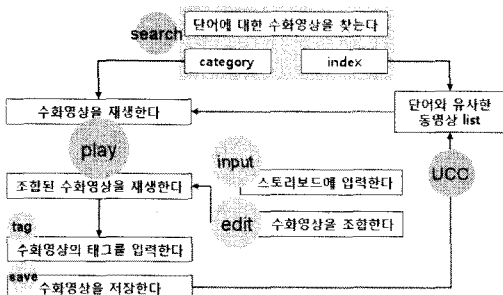 search
단어에 대한 수화영상을 찾는다
category
index
수화영상을 재생한다
단어와 유사한
동영상 list
play
input
UCC
조합된 수화영상을 재생한다
스토리보드에 입력한다
edit
수화영상을 조합한다
tag
수화영상의 태그를 입력한다
save
수화영상을 저장한다